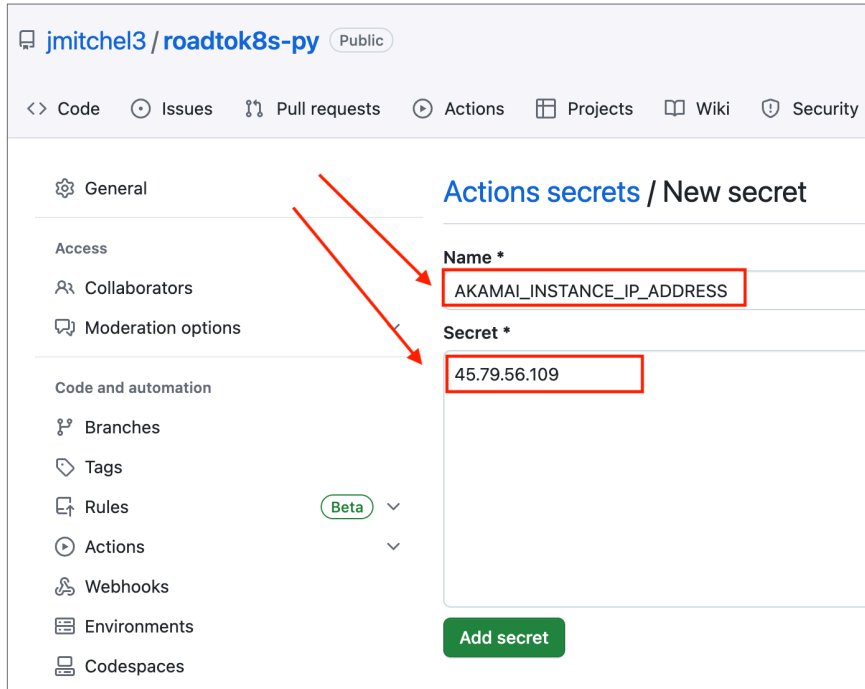 jmitchel3 / roadtok8s-py Public
Code Issues Pull requests Actions Projects Wiki Security
General
Access
Collaborators
Moderation options
Code and automation
Branches
Tags
Rules Beta
Actions
Webhooks
Environments
Codespaces
Actions secrets / New secret
Name *
AKAMAI_INSTANCE_IP_ADDRESS
Secret *
45.79.56.109
Add secret